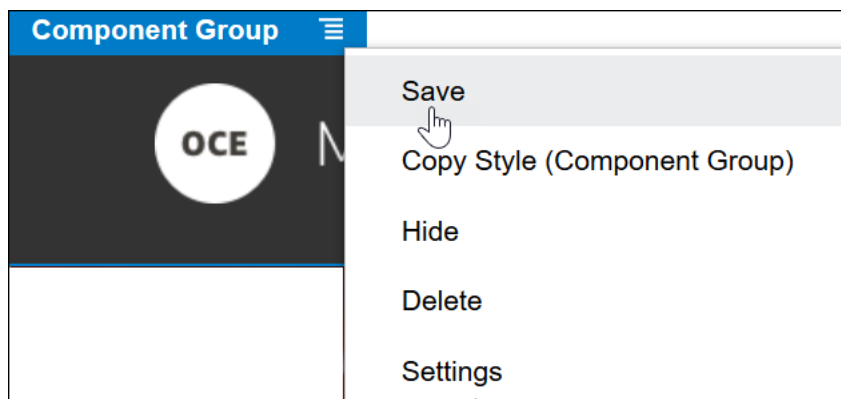 Component Group
Save
OCE
Copy Style (Component Group)
Hide
Delete
Settings